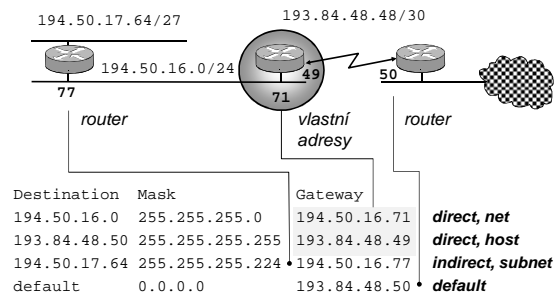 194.50.17.64/27
193.84.48.48/30
194.50.16.0/24
77
49
71
50
router
vlastní
adresy
router
Destination Mask Gateway
194.50.16.0 255.255.255.0 194.50.16.71 direct, net
193.84.48.50 255.255.255.255 193.84.48.49 direct, host
194.50.17.64 255.255.255.224 194.50.16.77 indirect, subnet
default 0.0.0.0 193.84.48.50 default